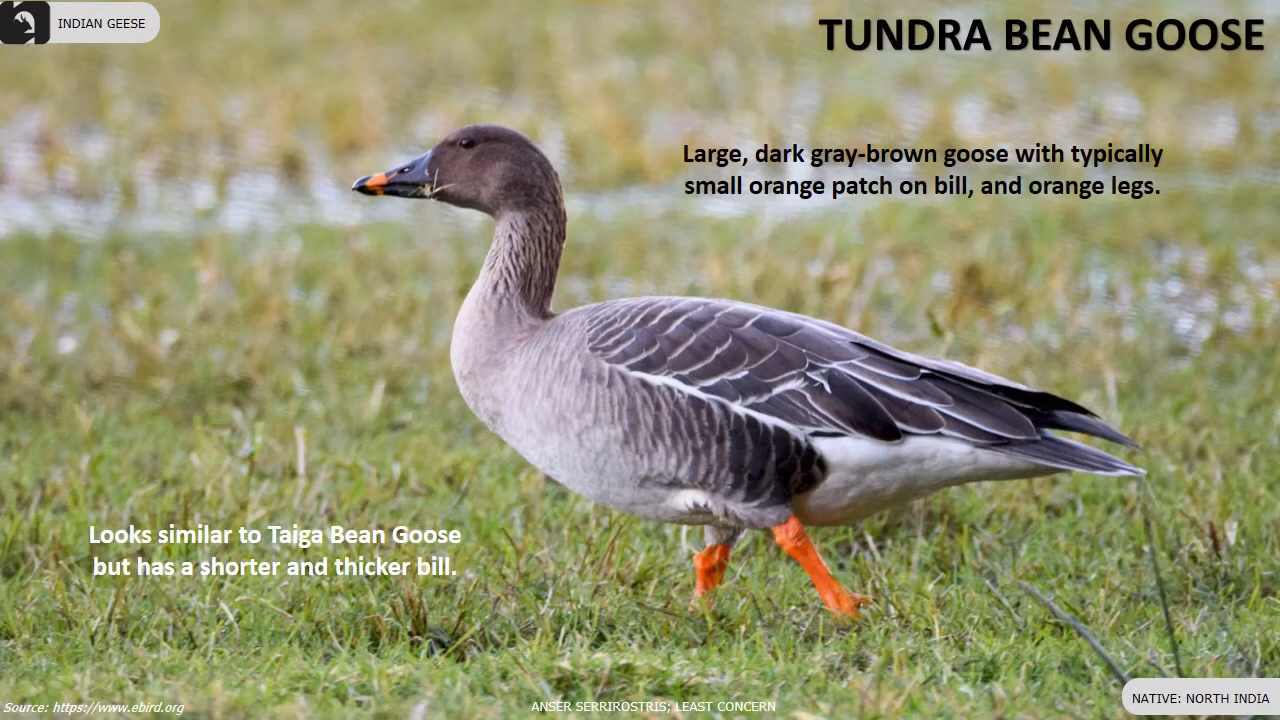 INDIAN GEESE
TUNDRA BEAN GOOSE
Large, dark gray-brown goose with typically
small orange patch on bill, and orange legs.
Looks similar to Taiga Bean Goose
but has a shorter and thicker bill.
Source: https://www.ebird.org
ANSER SERRIROSTRIS; LEAST CONCERN
NATIVE: NORTH INDIA